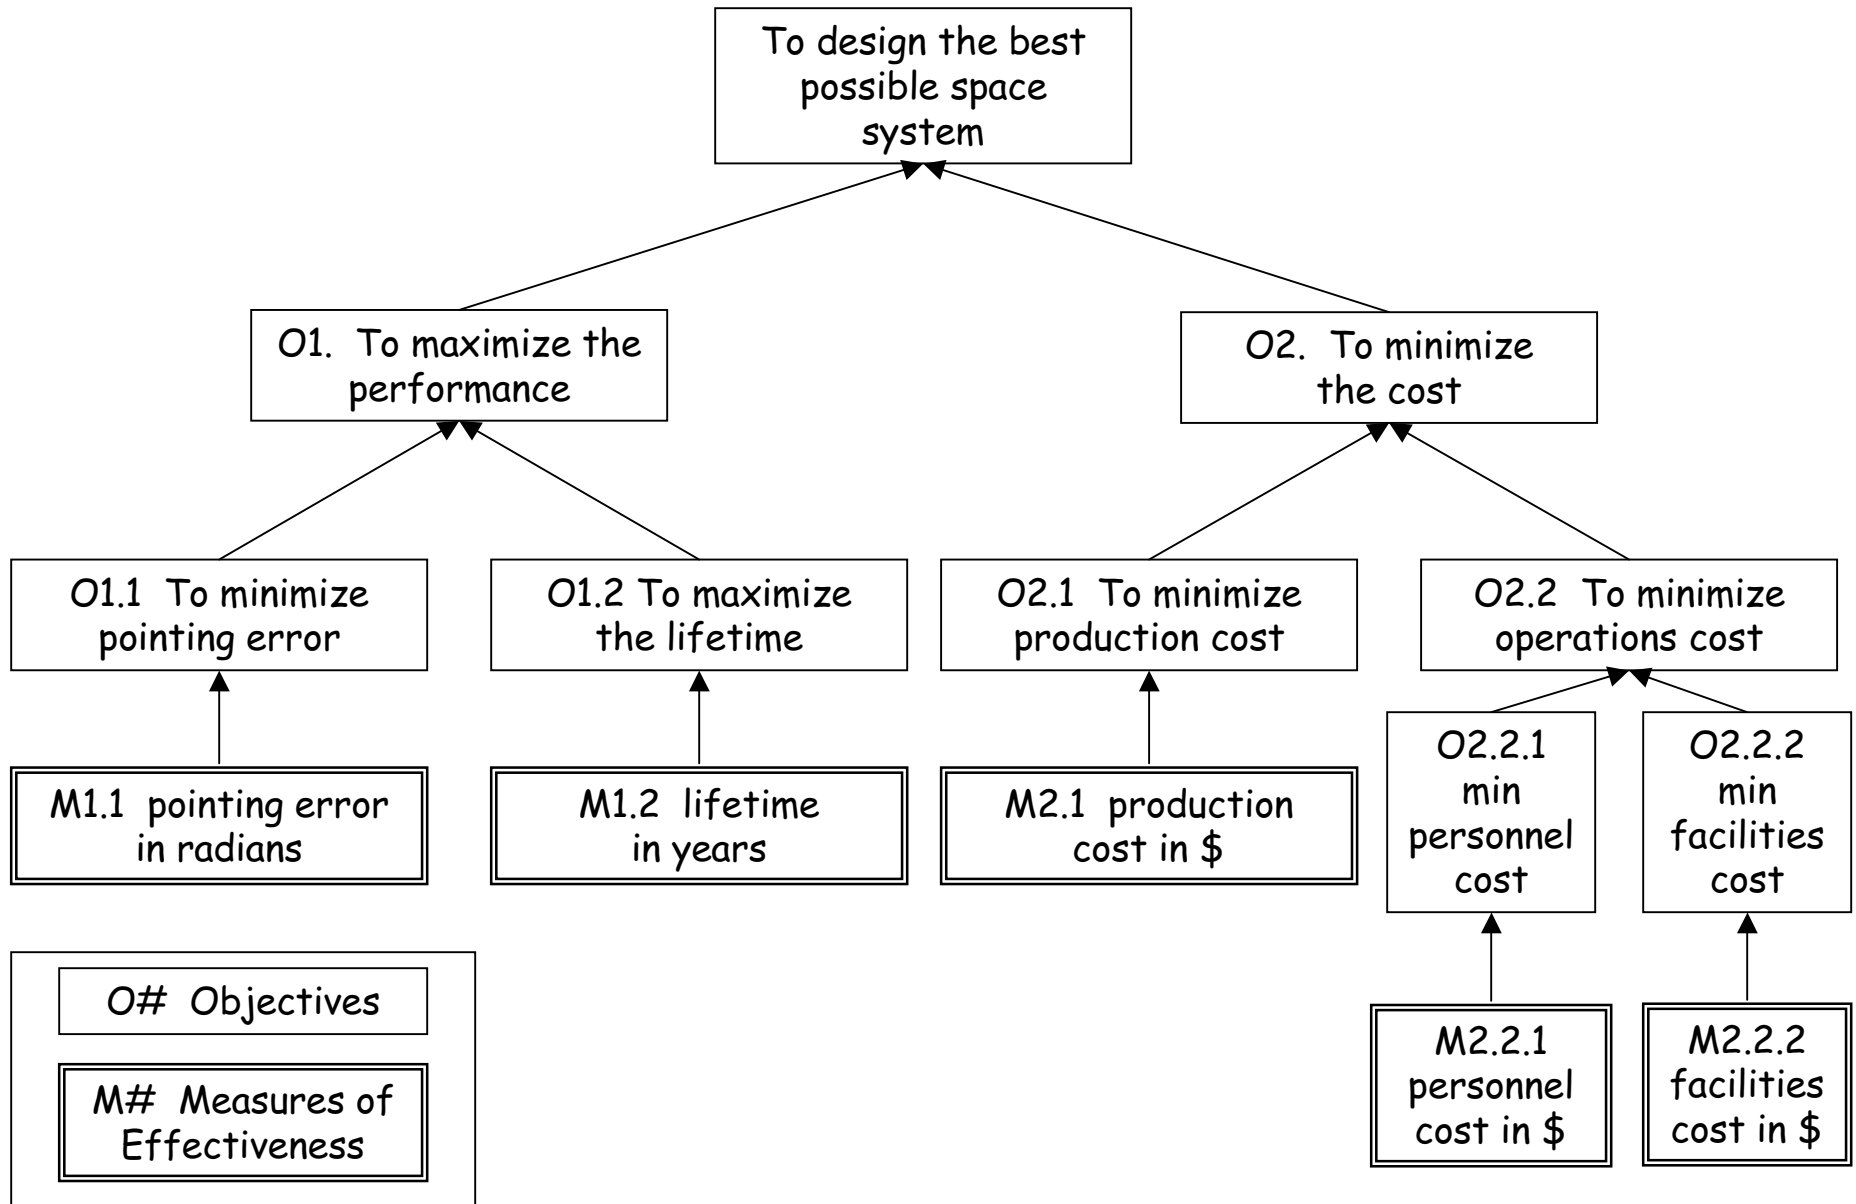 To design the best
possible space
system
O1. To maximize the
performance
O2. To minimize
the cost
O1.1 To minimize
pointing error
O1.2 To maximize
the lifetime
O2.1 To minimize
production cost
O2.2 To minimize
operations cost
O2.2.1
min
personnel
cost
O2.2.2
min
facilities
cost
M1.1 pointing error
in radians
M1.2 lifetime
in years
M2.1 production
cost in $
M2.2.1
personnel
cost in $
M2.2.2
facilities
cost in $
O# Objectives
M# Measures of
Effectiveness